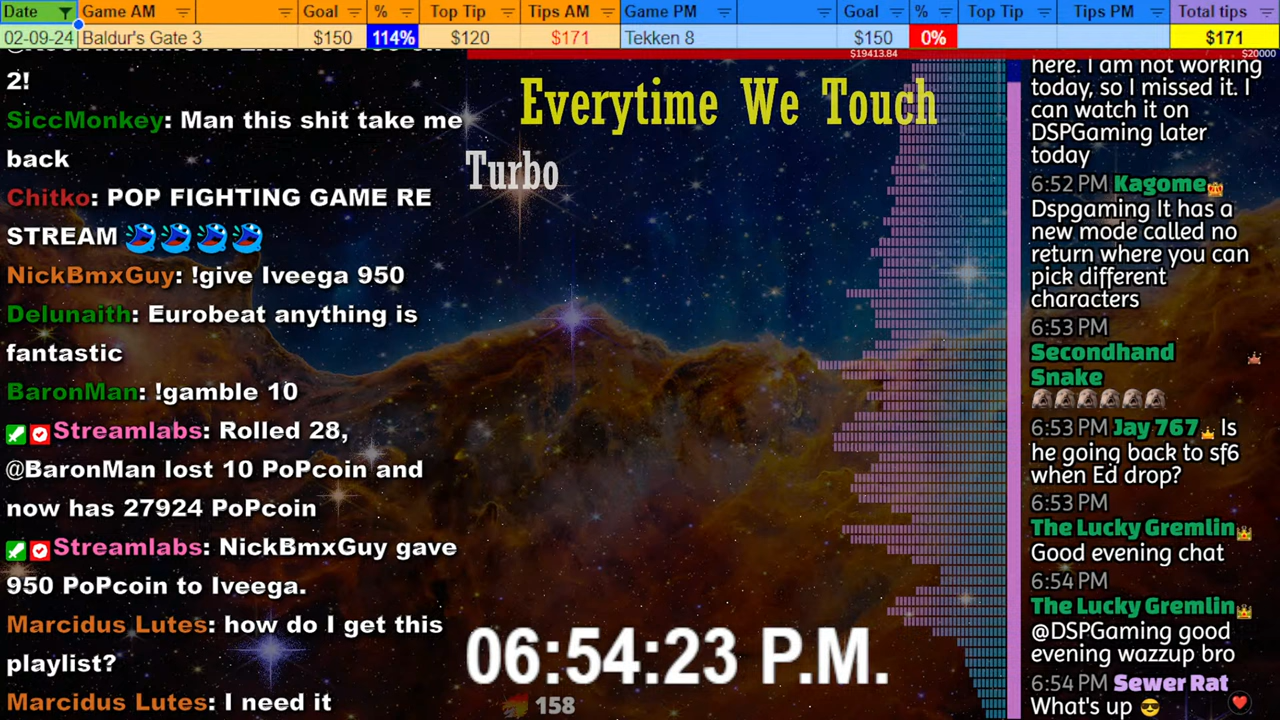 Date Game AM Goal % Top Tip Tips AM Game PM Goal % Top Tip Tips PM Total tips
02-09-24 Baldur's Gate 3 $150 114% $120 $171 Tekken 8 $150 0% $171
$19413.84 $20000
2!
SiccMonkey: Man this shit take me
back
Chitko: POP FIGHTING GAME RE
STREAM
NickBmxGuy: !give Iveega 950
Delunaith: Eurobeat anything is
fantastic
BaronMan: !gamble 10
Streamlabs: Rolled 28,
@BaronMan lost 10 PoPcoin and
now has 27924 PoPcoin
Streamlabs: NickBmxGuy gave
950 PoPcoin to Iveega.
Marcidus Lutes: how do I get this
playlist?
Marcidus Lutes: I need it
Everytime We Touch
Turbo
06:54:23 P.M.
158
here. I am not working
today, so I missed it. I
can watch it on
DSPGaming later
today
6:52 PM Kagome
Dspgaming It has a
new mode called no
return where you can
pick different
characters
6:53 PM
Secondhand
Snake
6:53 PM Jay 767 Is
he going back to sf6
when Ed drop?
6:53 PM
The Lucky Gremlin
Good evening chat
6:54 PM
The Lucky Gremlin
@DSPGaming good
evening wazzup bro
6:54 PM Sewer Rat
What's up